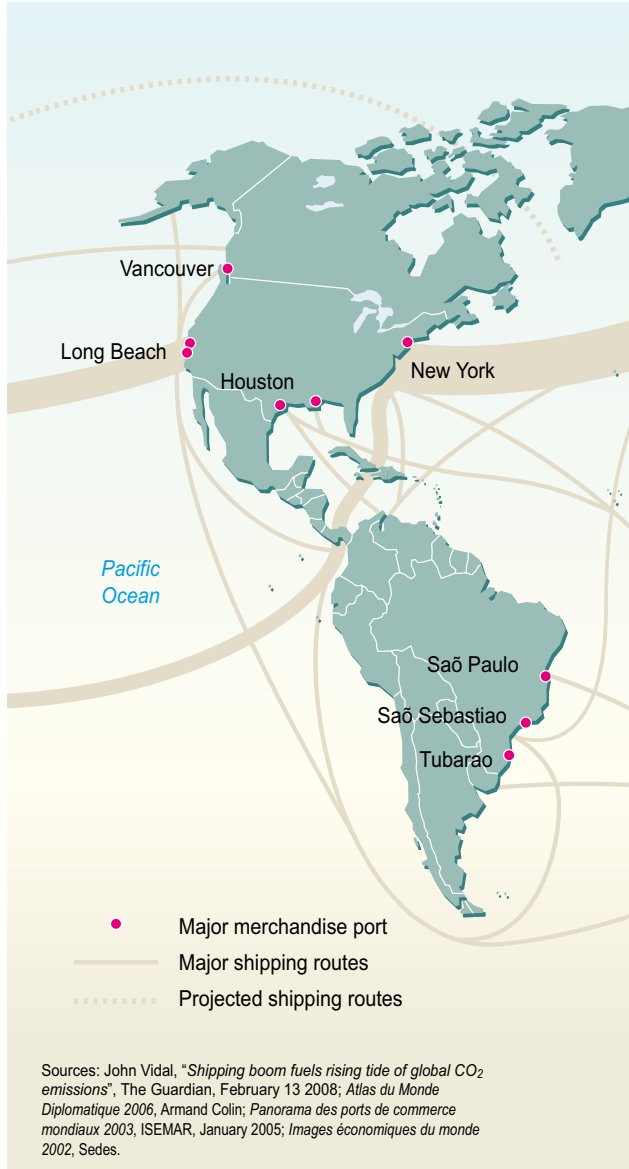 Vancouver
Long Beach
Houston
New York
Pacific
Ocean
Saõ Paulo
Saõ Sebastiao
Tubarao
Major merchandise port
Major shipping routes
Projected shipping routes
Sources: John Vidal, “Shipping boom fuels rising tide of global CO₂
emissions”, The Guardian, February 13 2008; Atlas du Monde
Diplomatique 2006, Armand Colin; Panorama des ports de commerce
mondiaux 2003, ISEMAR, January 2005; Images économiques du monde
2002, Sedes.